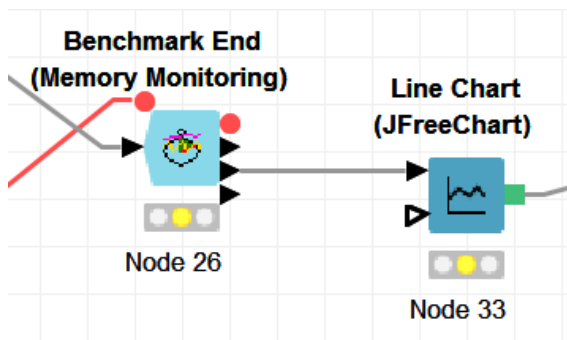 Benchmark End
(Memory Monitoring)
Node 26
Line Chart
(JFreeChart)
Node 33